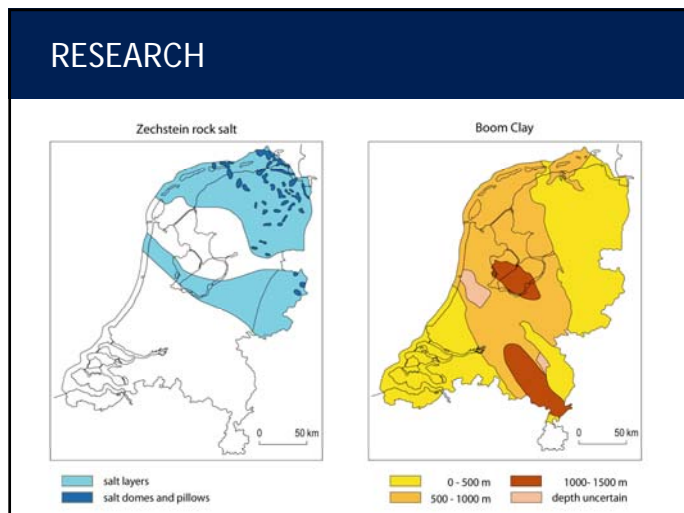 RESEARCH
Zechstein rock salt
0 50 km
salt layers
salt domes and pillows
Boom Clay
0 50 km
0 - 500 m
500 - 1000 m
1000- 1500 m
depth uncertain